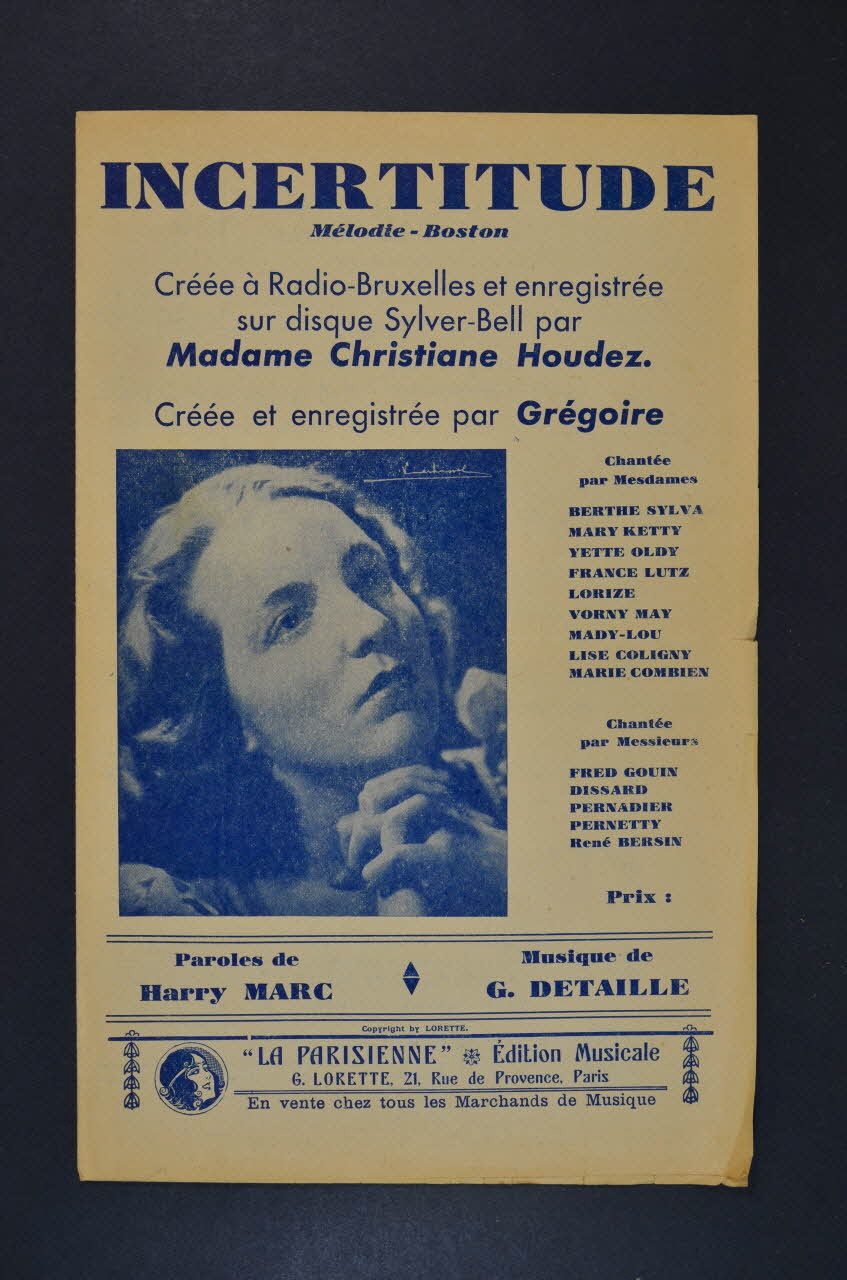 INCERTITUDE
Mélodie - Boston
Créée à Radio-Bruxelles et enregistrée
sur disque Sylver-Bell par
Madame Christiane Houdez.
Créée et enregistrée par Grégoire
Chantée
par Mesdames
BERTHE SYLVA
MARY KETTY
YETTE OLDY
FRANCE LUTZ
LORIZE
VORNY MAY
MADY-LOU
LISE COLIGNY
MARIE COMBIEN
Chantée
par Messieurs
FRED GOUIN
DISSARD
PERNADIER
PERNETTY
René BERSIN
Prix :
Paroles de
Harry MARC
Musique de
G. DETAILLE
Copyright by LORETTE.
"LA PARISIENNE" Édition Musicale
G. LORETTE, 21, Rue de Provence, Paris
En vente chez tous les Marchands de Musique